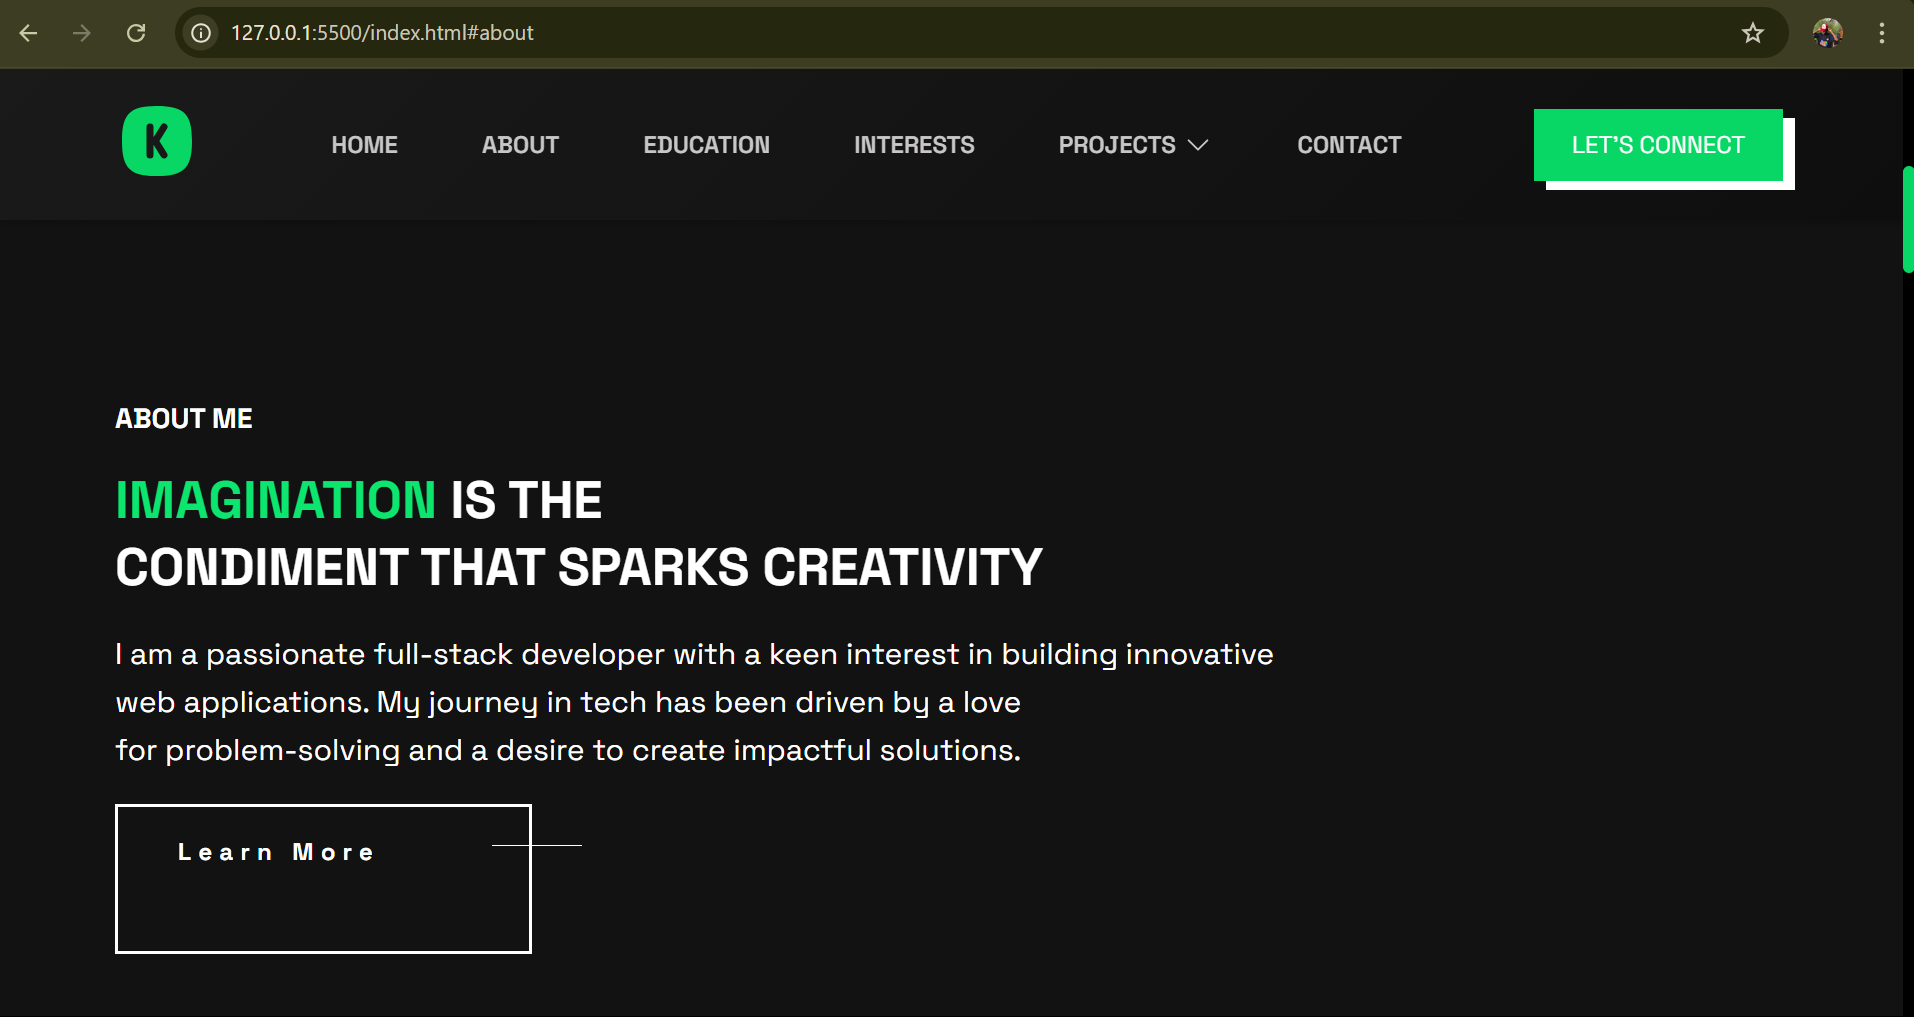 127.0.0.1:5500/index.html#about
K
HOME
ABOUT
EDUCATION
INTERESTS
PROJECTS
CONTACT
LET'S CONNECT
ABOUT ME
IMAGINATION IS THE
CONDIMENT THAT SPARKS CREATIVITY
I am a passionate full-stack developer with a keen interest in building innovative
web applications. My journey in tech has been driven by a love
for problem-solving and a desire to create impactful solutions.
Learn More